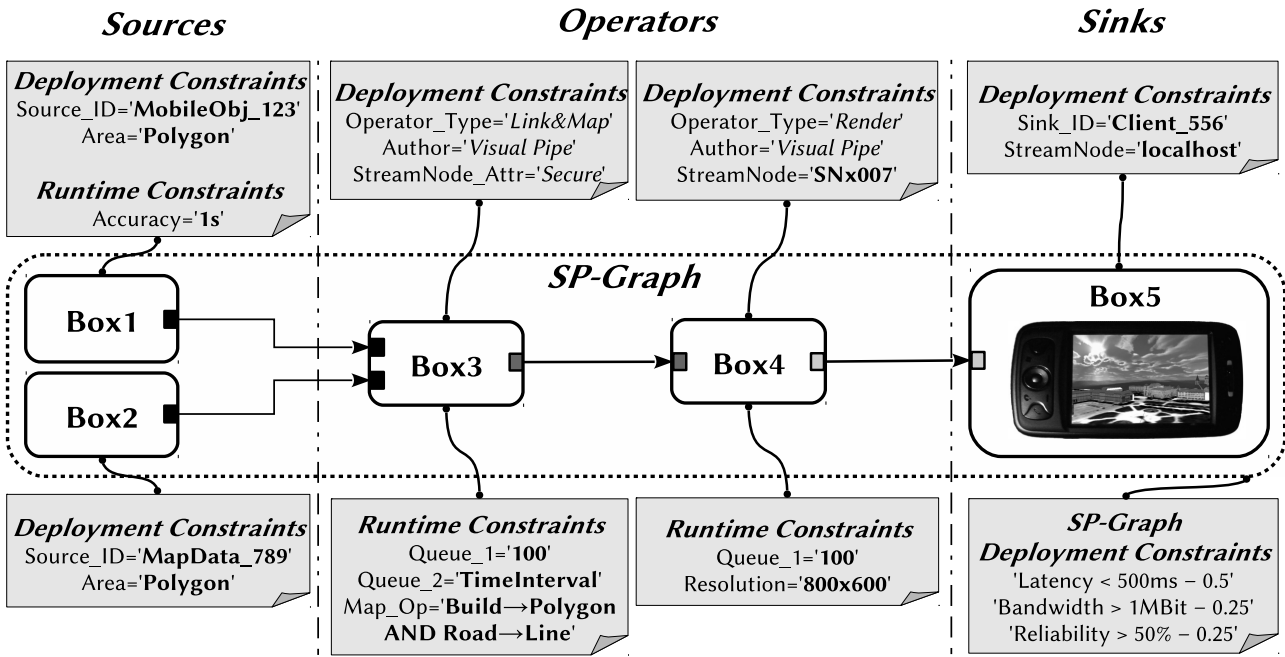 Sources
Operators
Sinks
Deployment Constraints
Source_ID='MobileObj_123'
Area='Polygon'
Runtime Constraints
Accuracy='1s'
Deployment Constraints
Operator_Type='Link&Map'
Author='Visual Pipe'
StreamNode_Attr='Secure'
Deployment Constraints
Operator_Type='Render'
Author='Visual Pipe'
StreamNode='SNx007'
Deployment Constraints
Sink_ID='Client_556'
StreamNode='localhost'
SP-Graph
Box1
Box2
Box3
Box4
Box5
Deployment Constraints
Source_ID='MapData_789'
Area='Polygon'
Runtime Constraints
Queue_1='100'
Queue_2='TimeInterval'
Map_Op='Build→Polygon
AND Road→Line'
Runtime Constraints
Queue_1='100'
Resolution='800x600'
SP-Graph
Deployment Constraints
'Latency < 500ms – 0.5'
'Bandwidth > 1MBit – 0.25'
'Reliability > 50% – 0.25'